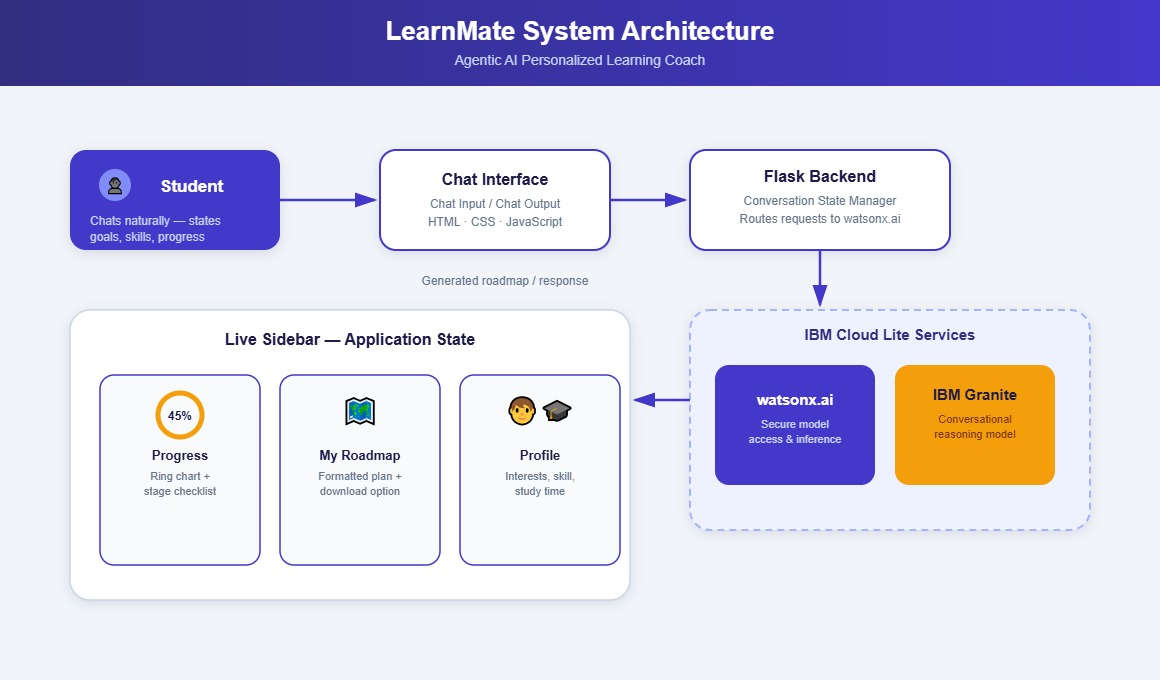 LearnMate System Architecture
Agentic AI Personalized Learning Coach
Student
Chats naturally — states
goals, skills, progress
Chat Interface
Chat Input / Chat Output
HTML · CSS · JavaScript
Flask Backend
Conversation State Manager
Routes requests to watsonx.ai
Generated roadmap / response
Live Sidebar — Application State
45%
Progress
Ring chart +
stage checklist
My Roadmap
Formatted plan +
download option
Profile
Interests, skill,
study time
IBM Cloud Lite Services
watsonx.ai
Secure model
access & inference
IBM Granite
Conversational
reasoning model